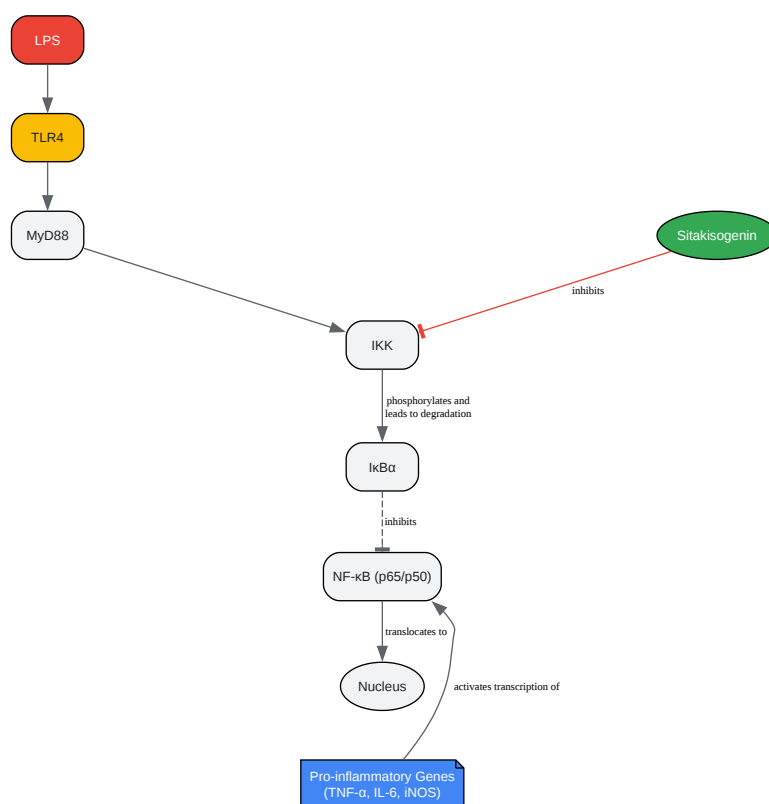 LPS
TLR4
MyD88
Sitakisogenin
inhibits
IKK
phosphorylates and
leads to degradation
IκBα
inhibits
NF-κB (p65/p50)
translocates to
Nucleus
activates transcription of
Pro-inflammatory Genes
(TNF-α, IL-6, iNOS)